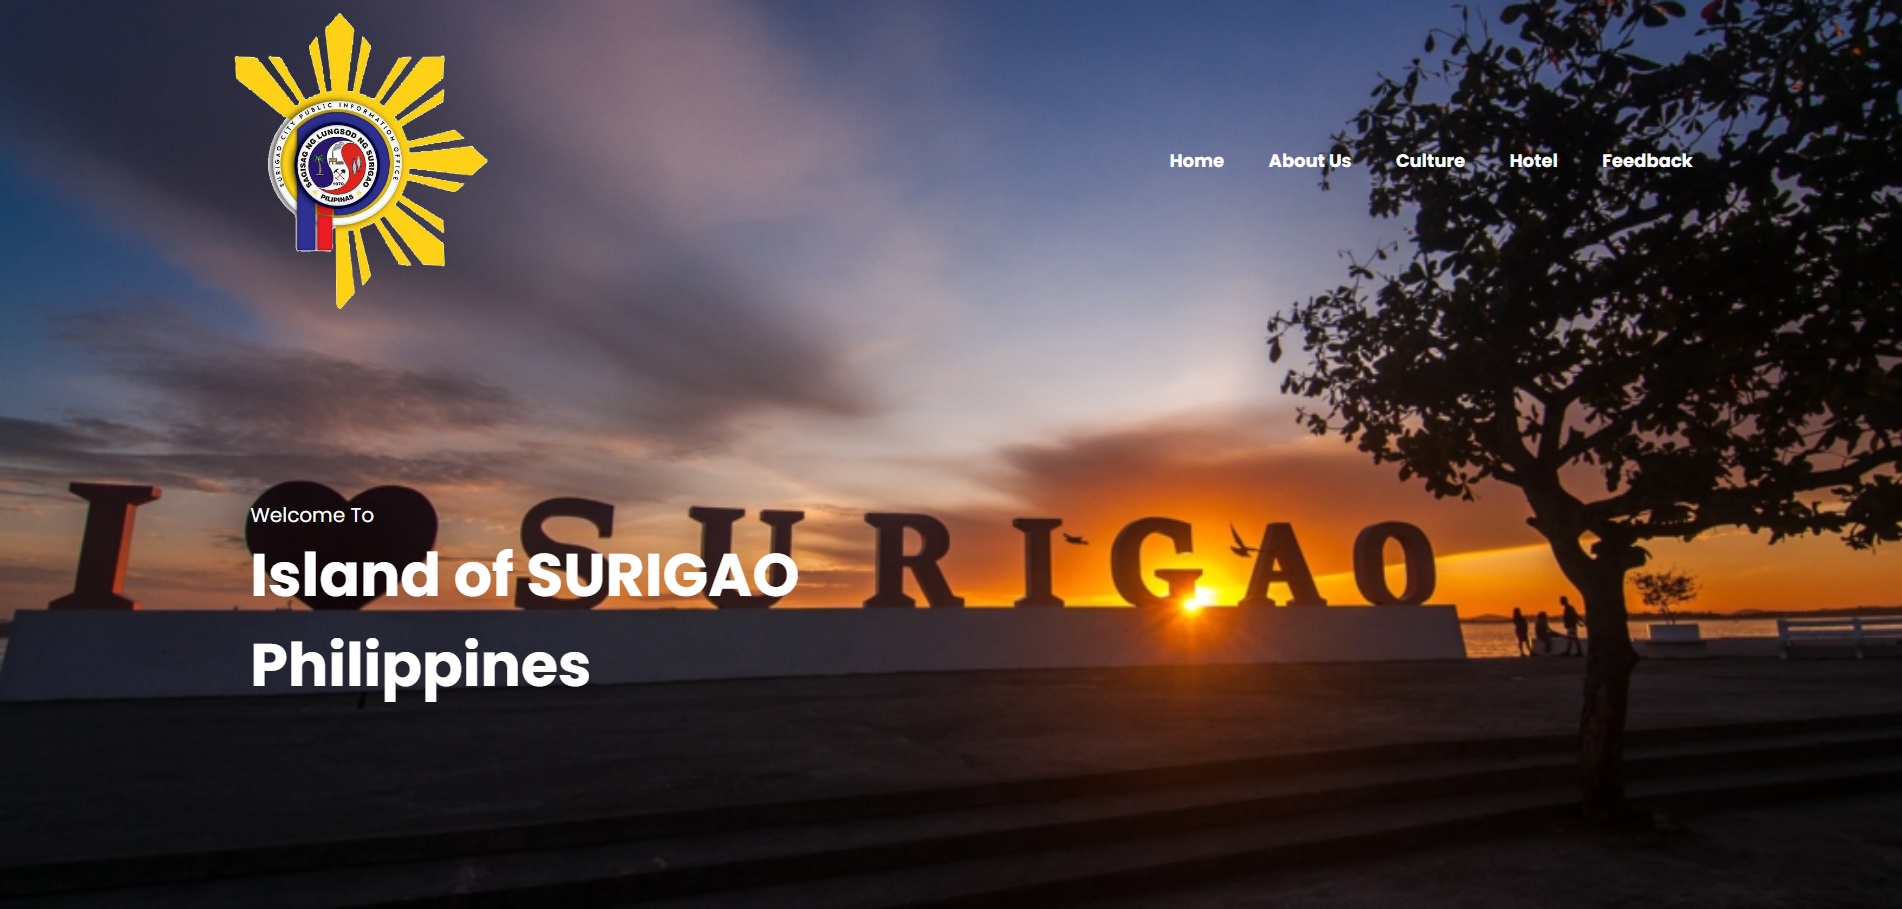 SURIGAO CITY PUBLIC INFORMATION OFFICE
SAGISAG NG LUNGSOD NG SURIGAO
1970
PILIPINAS
Home About Us Culture Hotel Feedback
I SURIGAO
Welcome To
Island of SURIGAO
Philippines